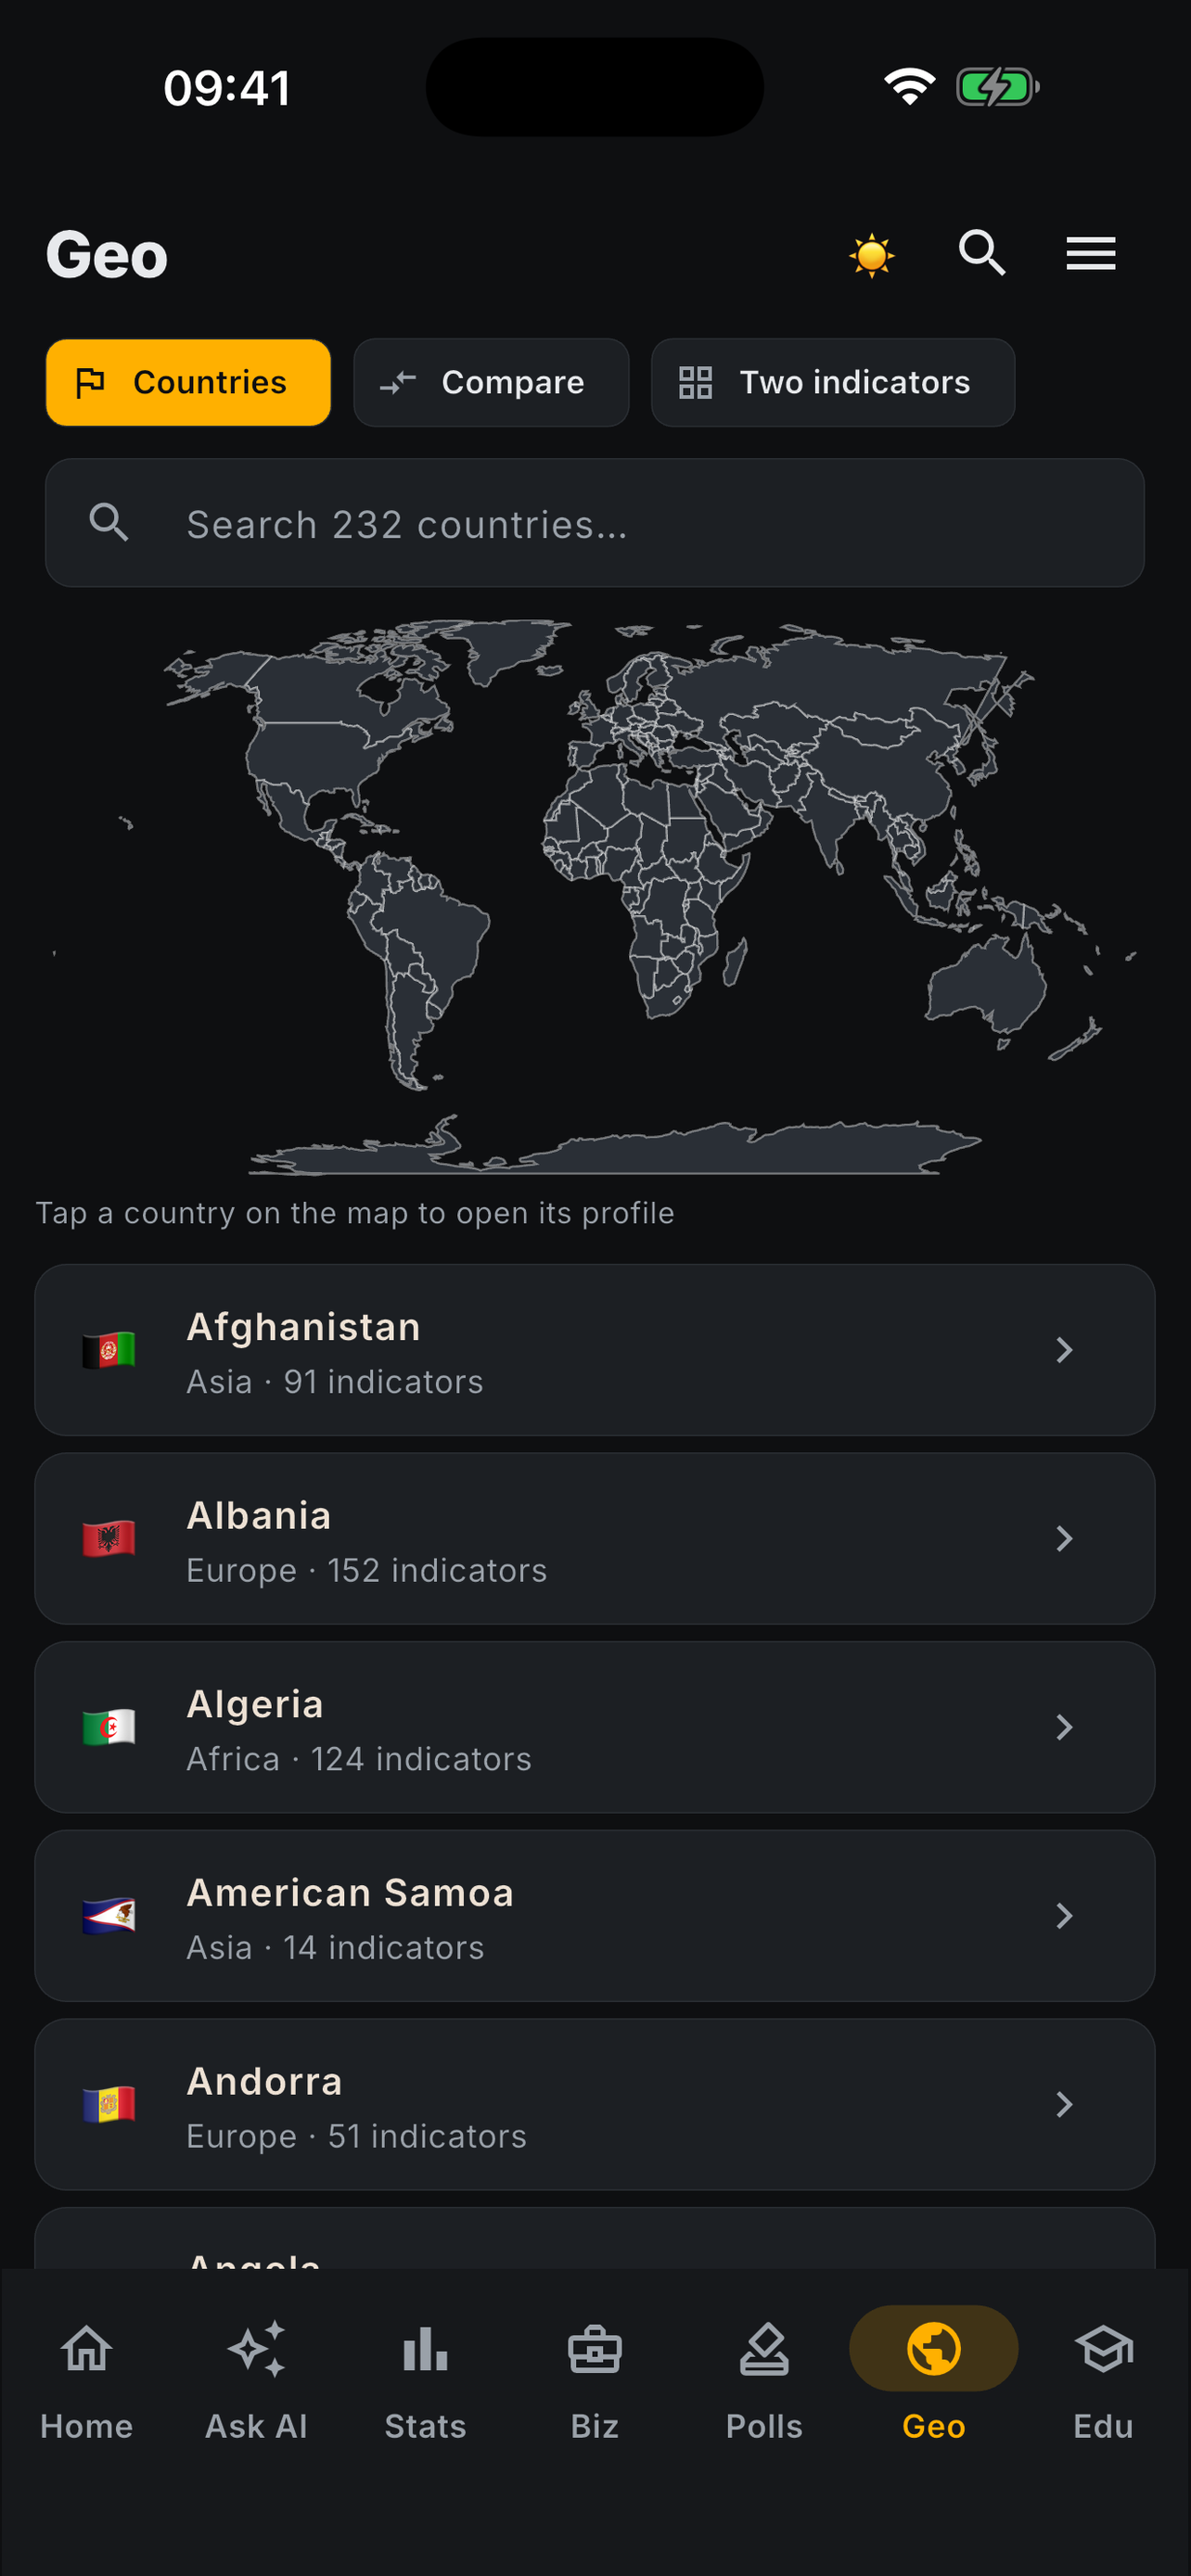 09:41
Geo
Countries
Compare
Two indicators
Search 232 countries...
Tap a country on the map to open its profile
Afghanistan
Asia · 91 indicators
Albania
Europe · 152 indicators
Algeria
Africa · 124 indicators
American Samoa
Asia · 14 indicators
Andorra
Europe · 51 indicators
Angola
Home
Ask AI
Stats
Biz
Polls
Geo
Edu